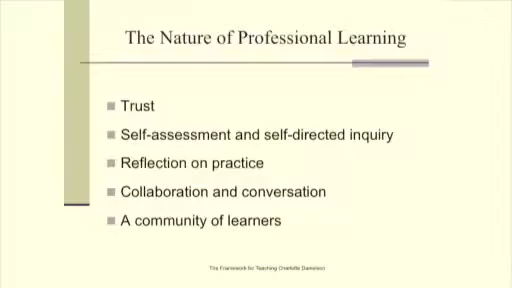 The Nature of Professional Learning
Trust
Self-assessment and self-directed inquiry
Reflection on practice
Collaboration and conversation
A community of learners
The Framework for Teaching Charlotte Danielson